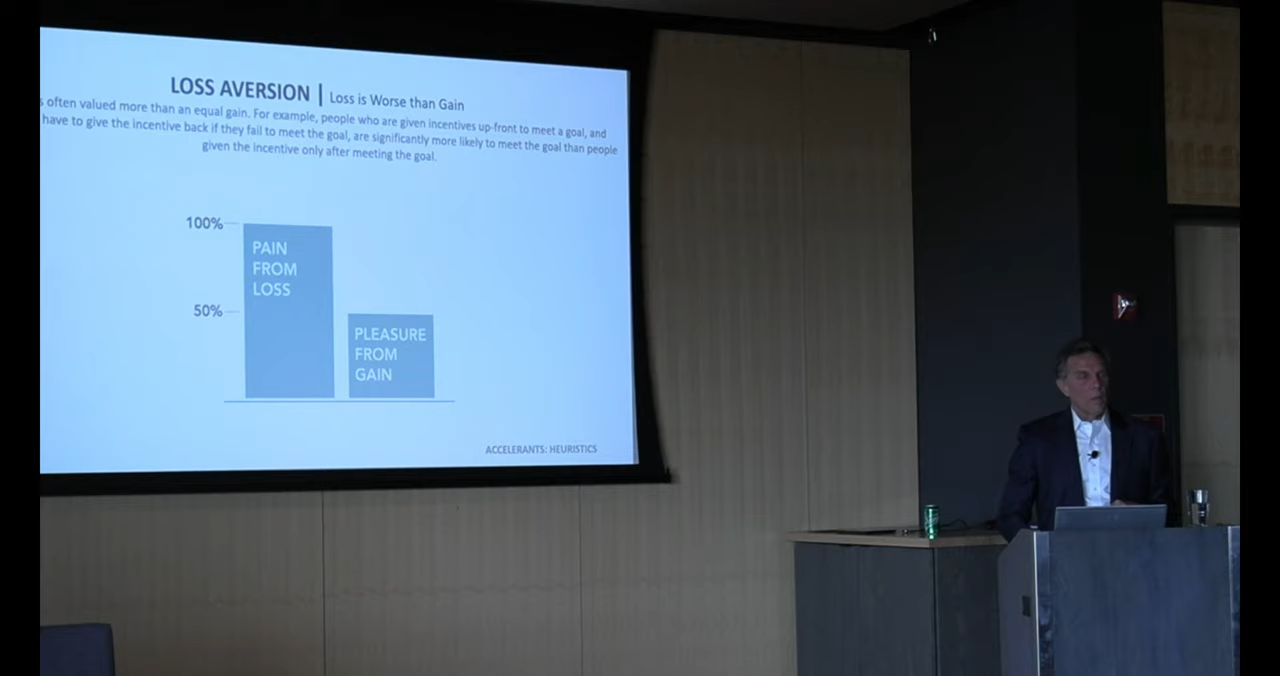 LOSS AVERSION | Loss is Worse than Gain
s often valued more than an equal gain. For example, people who are given incentives up-front to meet a goal, and
have to give the incentive back if they fail to meet the goal, are significantly more likely to meet the goal than people
given the incentive only after meeting the goal.
100%
PAIN
FROM
LOSS
50%
PLEASURE
FROM
GAIN
ACCELERANTS: HEURISTICS